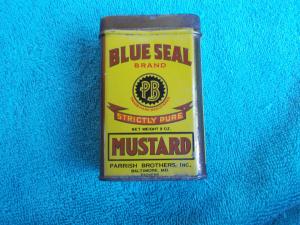 BLUE SEAL
BRAND
PB
STRICTLY PURE
NET WEIGHT 2 OZ.
MUSTARD
PARRISH BROTHERS, INC.
BALTIMORE, MD.